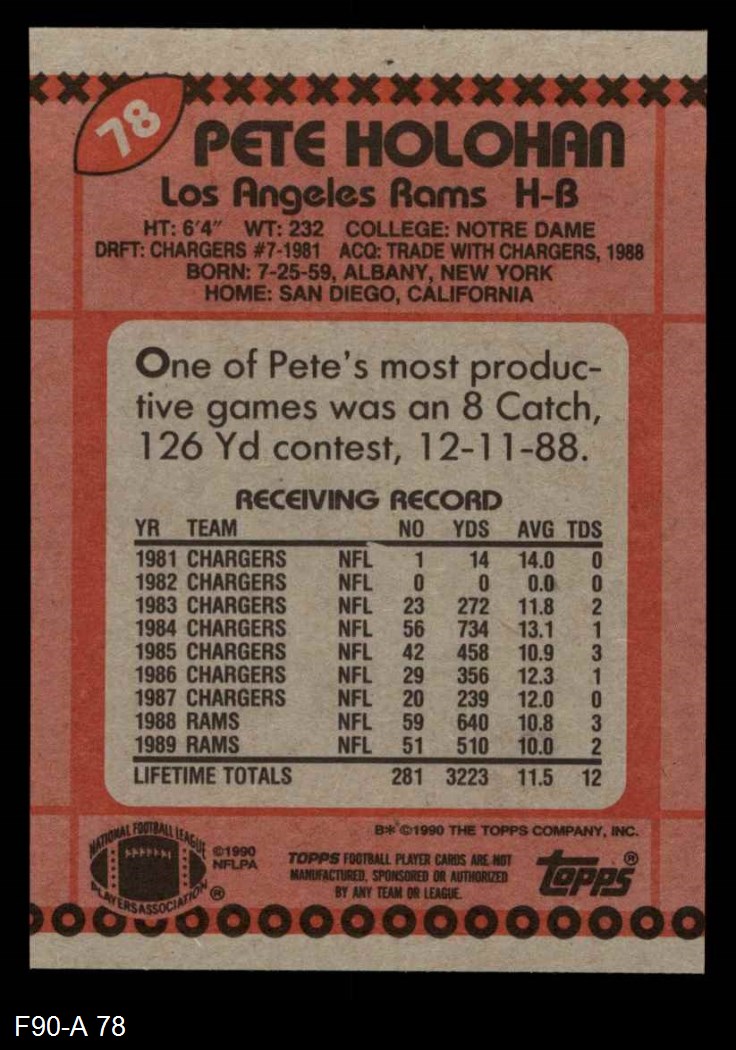 78
PETE HOLOHAN
Los Angeles Rams H-B
HT: 6'4" WT: 232 COLLEGE: NOTRE DAME
DRFT: CHARGERS #7-1981 ACQ: TRADE WITH CHARGERS, 1988
BORN: 7-25-59, ALBANY, NEW YORK
HOME: SAN DIEGO, CALIFORNIA
One of Pete's most produc-
tive games was an 8 Catch,
126 Yd contest, 12-11-88.
RECEIVING RECORD
YR TEAM NO YDS AVG TDS
1981 CHARGERS NFL 1 14 14.0 0
1982 CHARGERS NFL 0 0 0.0 0
1983 CHARGERS NFL 23 272 11.8 2
1984 CHARGERS NFL 56 734 13.1 1
1985 CHARGERS NFL 42 458 10.9 3
1986 CHARGERS NFL 29 356 12.3 1
1987 CHARGERS NFL 20 239 12.0 0
1988 RAMS NFL 59 640 10.8 3
1989 RAMS NFL 51 510 10.0 2
LIFETIME TOTALS 281 3223 11.5 12
B* ©1990 THE TOPPS COMPANY, INC.
NATIONAL FOOTBALL LEAGUE
PLAYERS ASSOCIATION ®
©1990
NFLPA
TOPPS FOOTBALL PLAYER CARDS ARE NOT
MANUFACTURED, SPONSORED OR AUTHORIZED
BY ANY TEAM OR LEAGUE.
Topps®
F90-A 78